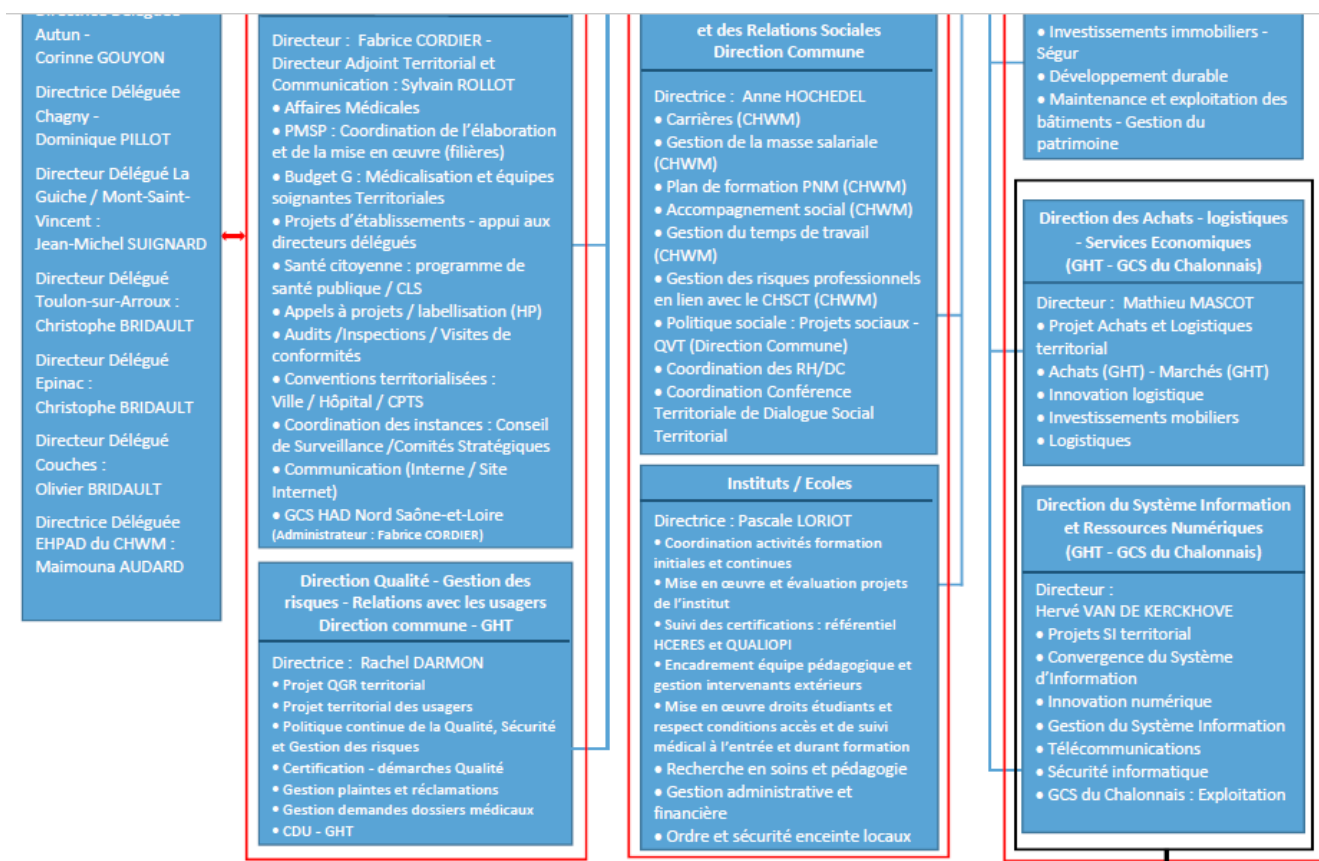 Autun -
Corinne GOUYON
Directrice Déléguée
Chagny -
Dominique PILLOT
Directeur Délégué La
Guiche / Mont-Saint-
Vincent :
Jean-Michel SUIGNARD
Directeur Délégué
Toulon-sur-Arroux :
Christophe BRIDAULT
Directeur Délégué
Epinac :
Christophe BRIDAULT
Directeur Délégué
Couches :
Olivier BRIDAULT
Directrice Déléguée
EHPAD du CHWM :
Maimouna AUDARD
Directeur : Fabrice CORDIER -
Directeur Adjoint Territorial et
Communication : Sylvain ROLLOT
• Affaires Médicales
• PMSP : Coordination de l'élaboration
et de la mise en œuvre (filières)
• Budget G : Médicalisation et équipes
soignantes Territoriales
• Projets d'établissements - appui aux
directeurs délégués
• Santé citoyenne : programme de
santé publique / CLS
• Appels à projets / labellisation (HP)
• Audits /Inspections / Visites de
conformités
• Conventions territorialisées :
Ville / Hôpital / CPTS
• Coordination des instances : Conseil
de Surveillance /Comités Stratégiques
• Communication (Interne / Site
Internet)
• GCS HAD Nord Saône-et-Loire
(Administrateur : Fabrice CORDIER)
Direction Qualité - Gestion des
risques - Relations avec les usagers
Direction commune - GHT
Directrice : Rachel DARMON
• Projet QGR territorial
• Projet territorial des usagers
• Politique continue de la Qualité, Sécurité
et Gestion des risques
• Certification - démarches Qualité
• Gestion plaintes et réclamations
• Gestion demandes dossiers médicaux
• CDU - GHT
et des Relations Sociales
Direction Commune
Directrice : Anne HOCHEDEL
• Carrières (CHWM)
• Gestion de la masse salariale
(CHWM)
• Plan de formation PNM (CHWM)
• Accompagnement social (CHWM)
• Gestion du temps de travail
(CHWM)
• Gestion des risques professionnels
en lien avec le CHSCT (CHWM)
• Politique sociale : Projets sociaux -
QVT (Direction Commune)
• Coordination des RH/DC
• Coordination Conférence
Territoriale de Dialogue Social
Territorial
Instituts / Ecoles
Directrice : Pascale LORIOT
• Coordination activités formation
initiales et continues
• Mise en œuvre et évaluation projets
de l'institut
• Suivi des certifications : référentiel
HCERES et QUALIOPI
• Encadrement équipe pédagogique et
gestion intervenants extérieurs
• Mise en œuvre droits étudiants et
respect conditions accès et de suivi
médical à l'entrée et durant formation
• Recherche en soins et pédagogie
• Gestion administrative et
financière
• Ordre et sécurité enceinte locaux
• Investissements immobiliers -
Ségur
• Développement durable
• Maintenance et exploitation des
bâtiments - Gestion du
patrimoine
Direction des Achats - logistiques
- Services Economiques
(GHT - GCS du Chalonnais)
Directeur : Mathieu MASCOT
• Projet Achats et Logistiques
territorial
• Achats (GHT) - Marchés (GHT)
• Innovation logistique
• Investissements mobiliers
• Logistiques
Direction du Système Information
et Ressources Numériques
(GHT - GCS du Chalonnais)
Directeur :
Hervé VAN DE KERCKHOVE
• Projets SI territorial
• Convergence du Système
d'Information
• Innovation numérique
• Gestion du Système Information
• Télécommunications
• Sécurité informatique
• GCS du Chalonnais : Exploitation